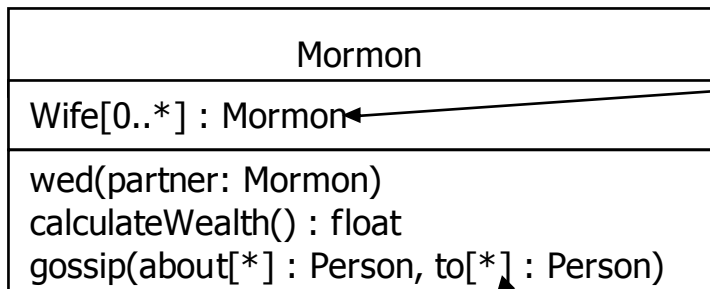 Mormon
Wife[0..*] : Mormon
wed(partner: Mormon)
calculateWealth() : float
gossip(about[*] : Person, to[*] : Person)